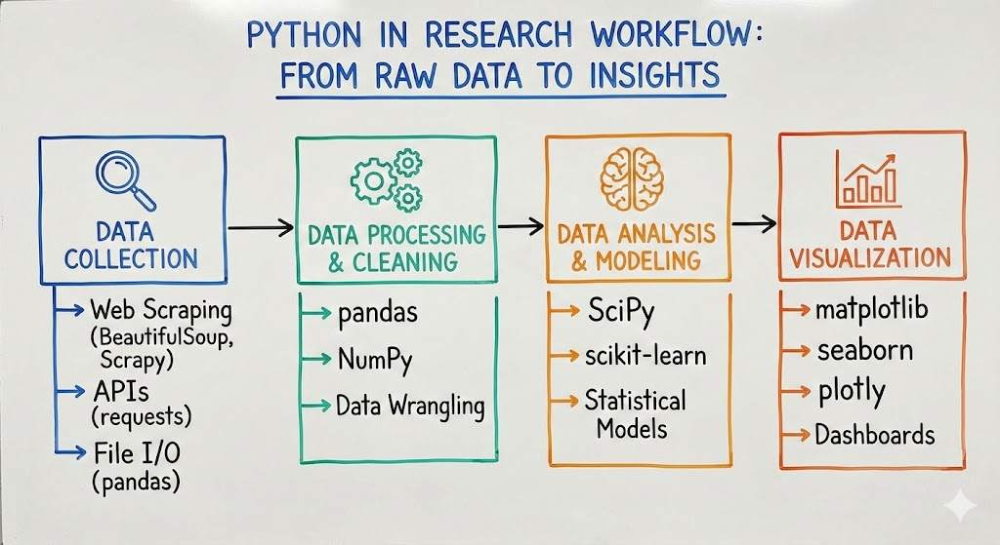 PYTHON IN RESEARCH WORKFLOW:
FROM RAW DATA TO INSIGHTS
DATA
COLLECTION
Web Scraping
(BeautifulSoup,
Scrapy)
APIs
(requests)
File I/O
(pandas)
DATA PROCESSING
& CLEANING
pandas
NumPy
Data Wrangling
DATA ANALYSIS
& MODELING
SciPy
scikit-learn
Statistical
Models
DATA
VISUALIZATION
matplotlib
seaborn
plotly
Dashboards